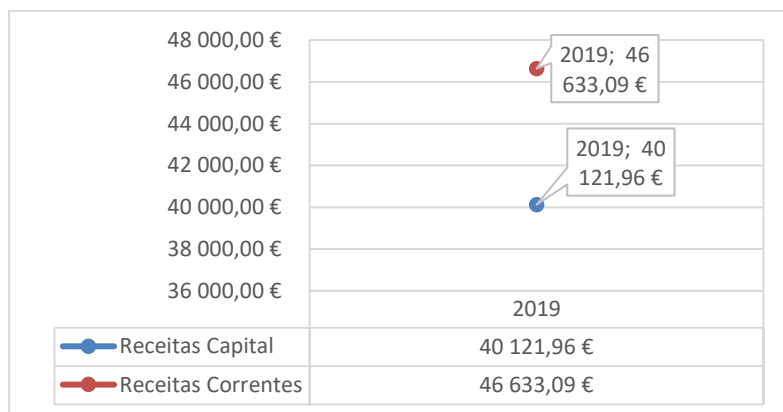 48 000,00 €
46 000,00 €
44 000,00 €
42 000,00 €
40 000,00 €
38 000,00 €
36 000,00 €
2019; 46
633,09 €
2019; 40
121,96 €
2019
Receitas Capital 40 121,96 €
Receitas Correntes 46 633,09 €